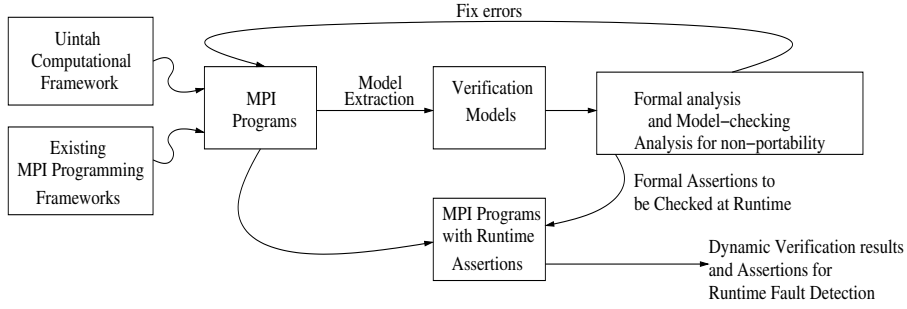 Fix errors
Uintah
Computational
Framework
Existing
MPI Programming
Frameworks
MPI
Programs
Model
Extraction
Verification
Models
Formal analysis
and Model−checking
Analysis for non−portability
Formal Assertions to
be Checked at Runtime
MPI Programs
with Runtime
Assertions
Dynamic Verification results
and Assertions for
Runtime Fault Detection